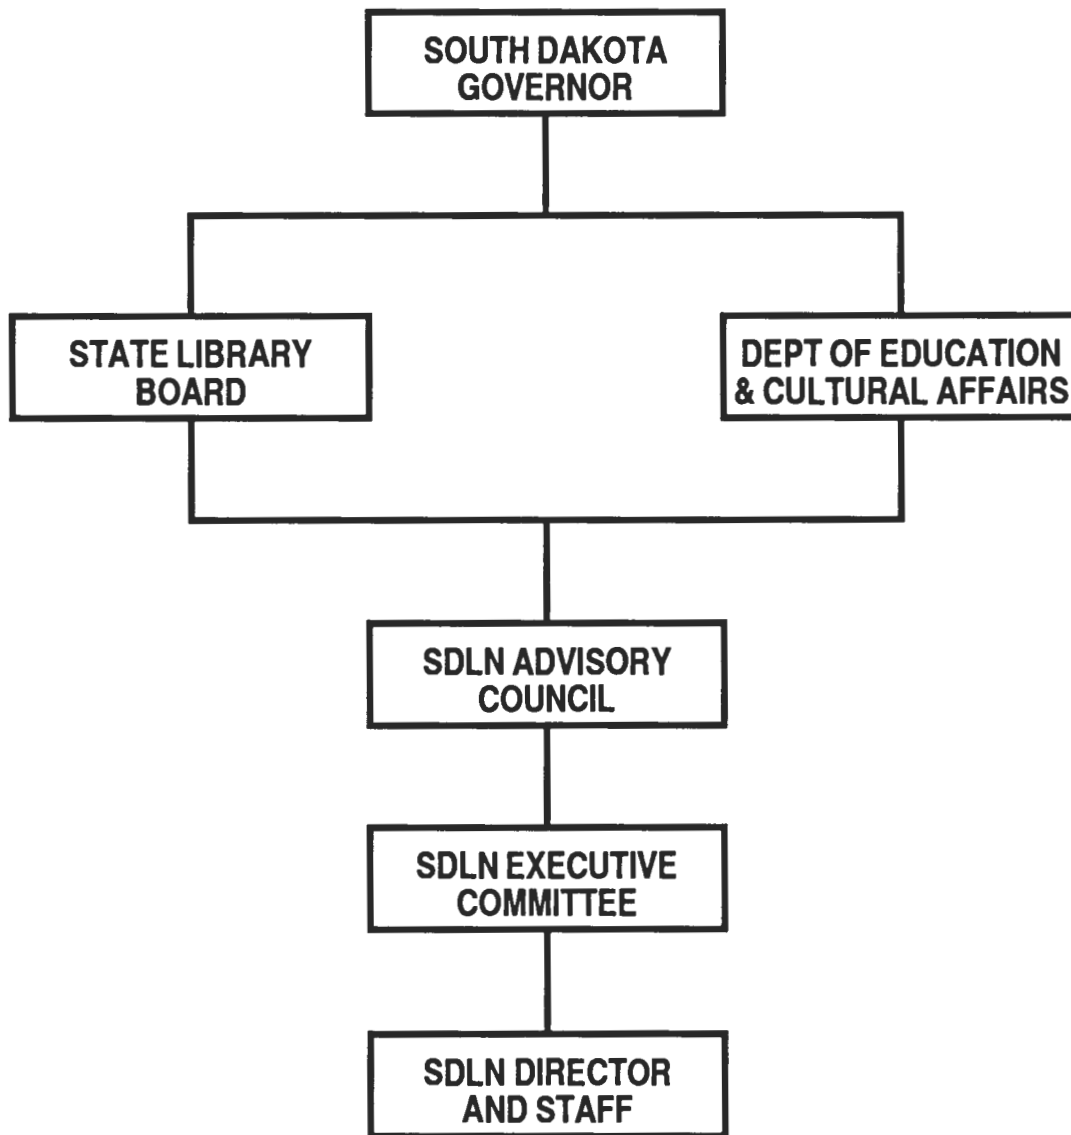 SOUTH DAKOTA
GOVERNOR
STATE LIBRARY
BOARD
DEPT OF EDUCATION
& CULTURAL AFFAIRS
SDLN ADVISORY
COUNCIL
SDLN EXECUTIVE
COMMITTEE
SDLN DIRECTOR
AND STAFF